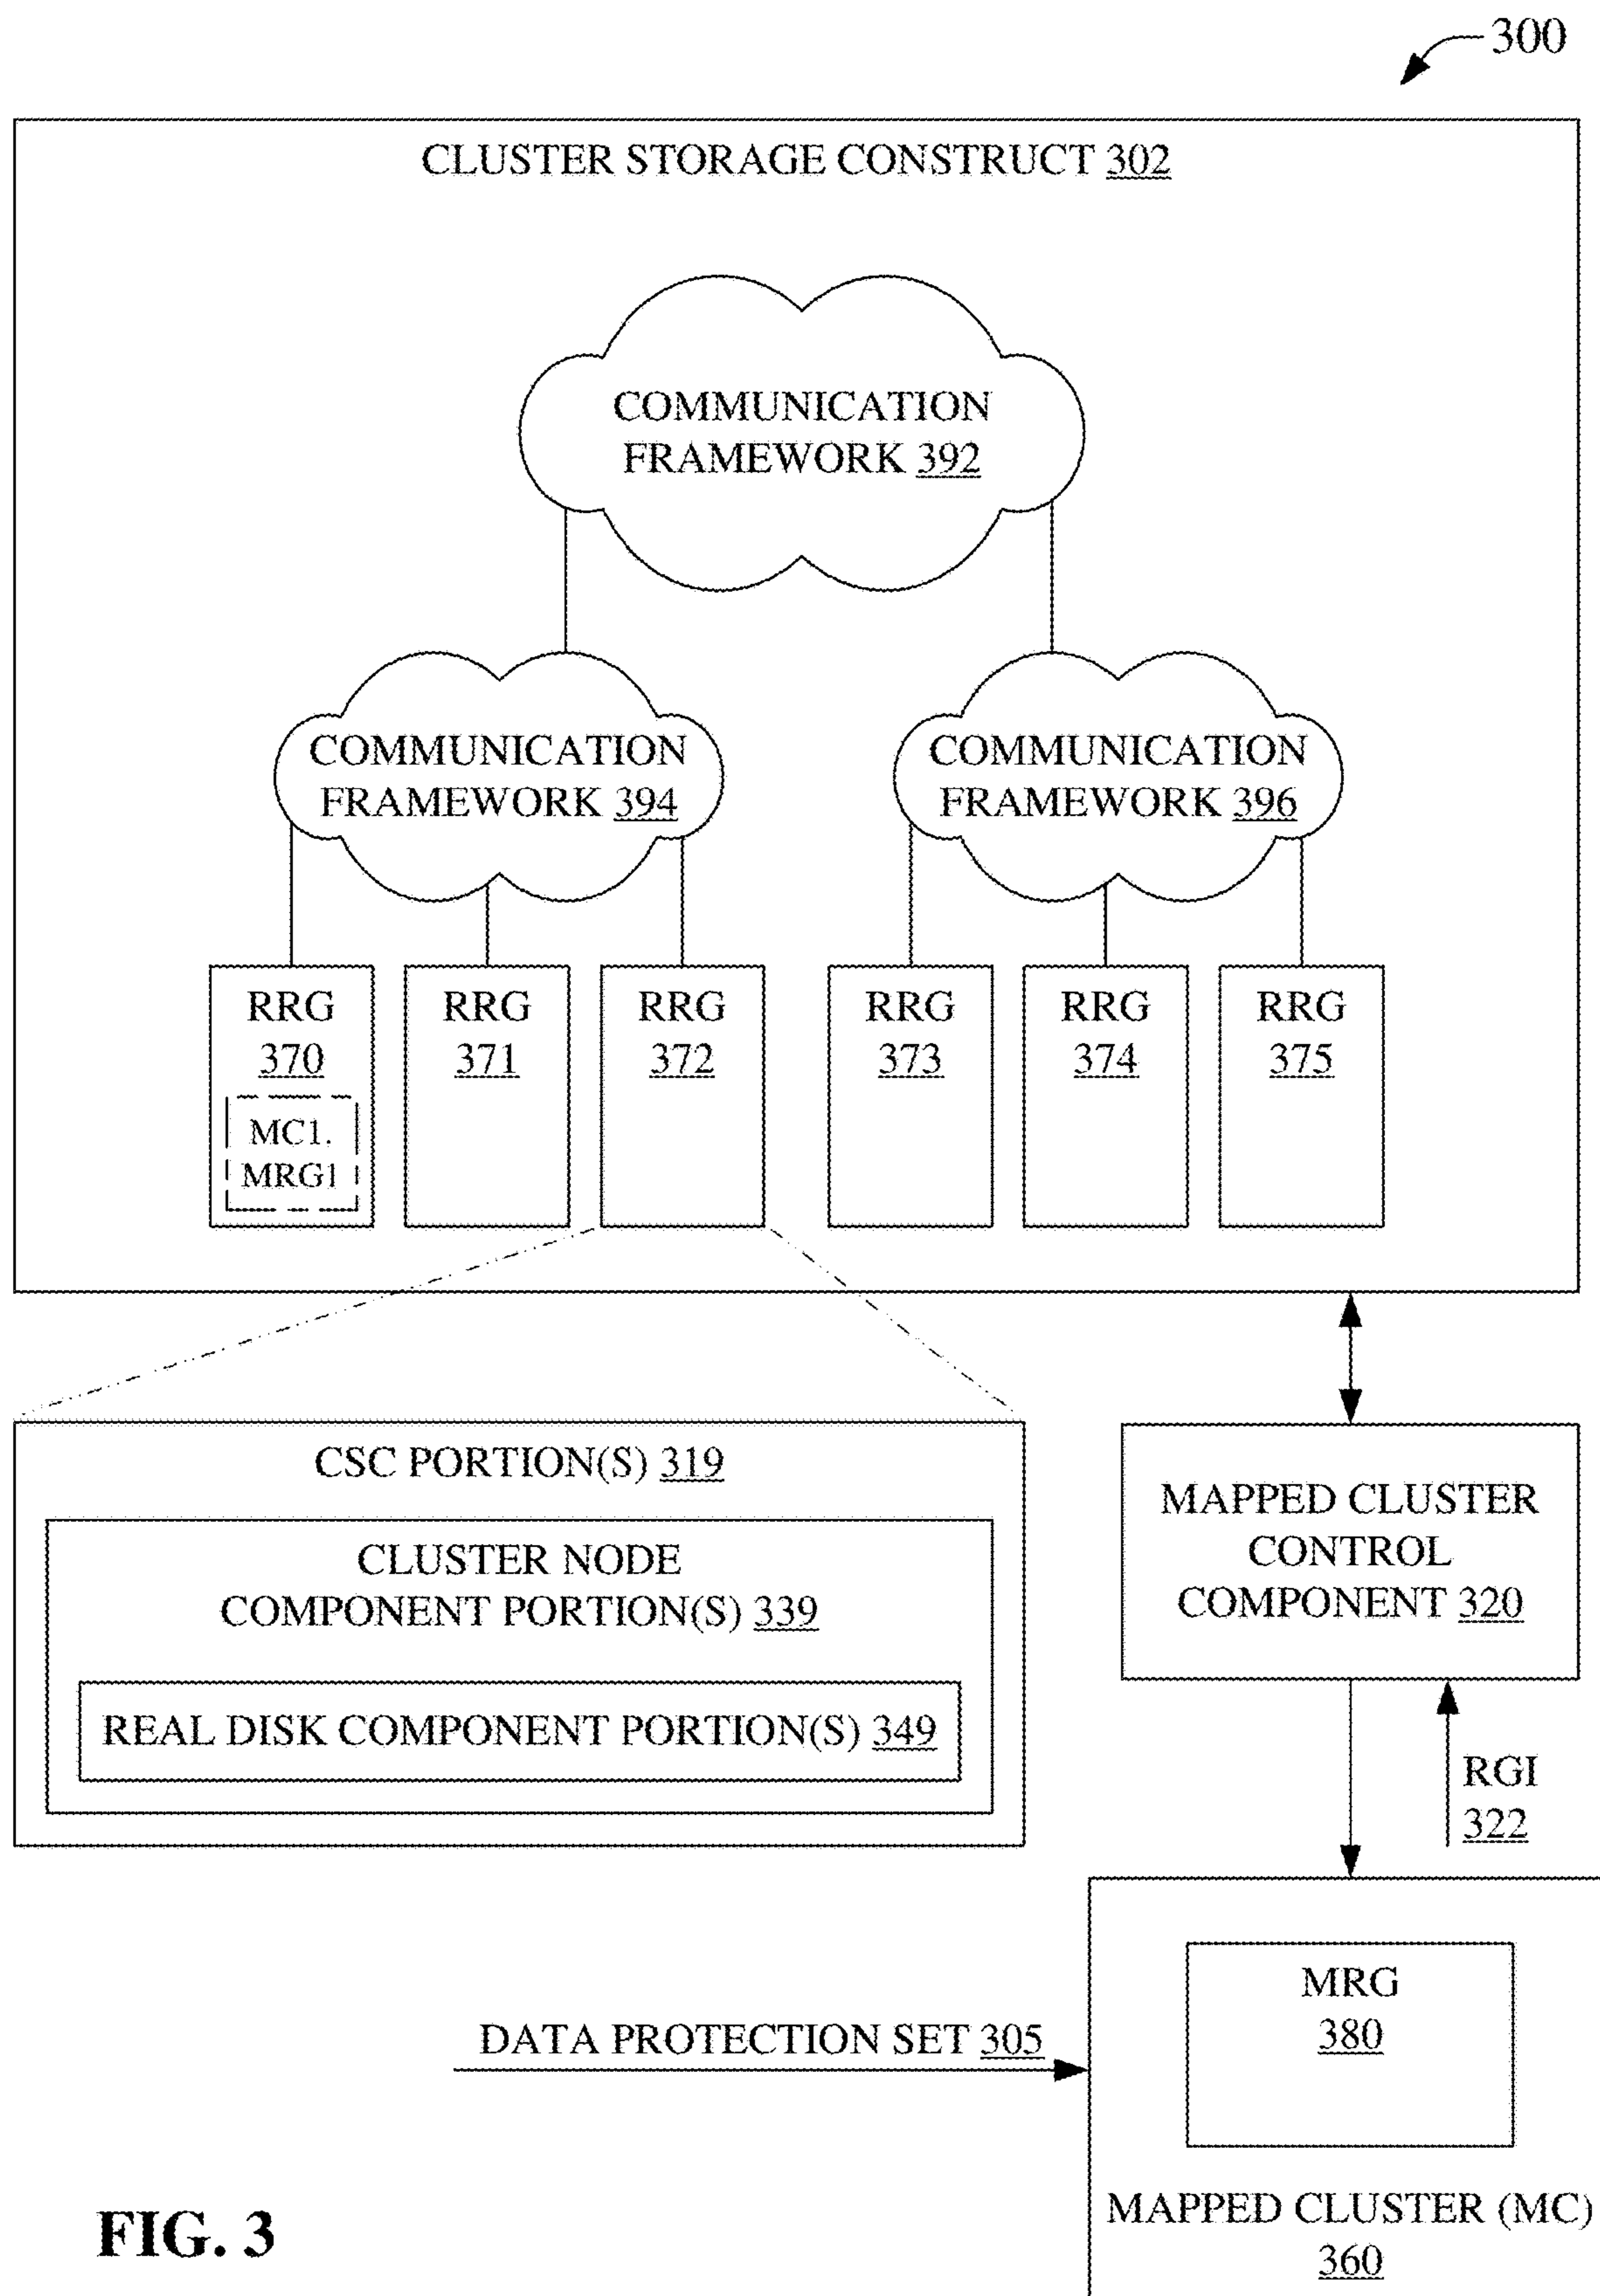 300
CLUSTER STORAGE CONSTRUCT 302
COMMUNICATION
FRAMEWORK 392
COMMUNICATION
FRAMEWORK 394
COMMUNICATION
FRAMEWORK 396
RRG
370
MC1.
MRG1
RRG
371
RRG
372
RRG
373
RRG
374
RRG
375
CSC PORTION(S) 319
CLUSTER NODE
COMPONENT PORTION(S) 339
REAL DISK COMPONENT PORTION(S) 349
MAPPED CLUSTER
CONTROL
COMPONENT 320
RGI
322
DATA PROTECTION SET 305
MRG
380
MAPPED CLUSTER (MC)
360
FIG. 3